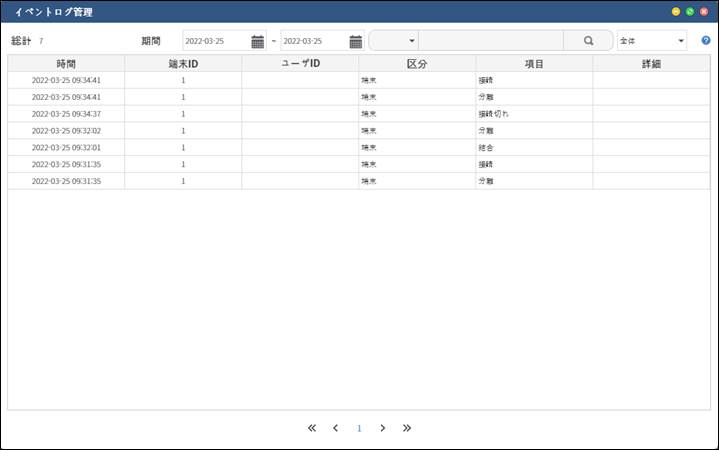 イベントログ管理
総計 7 期間 2022-03-25 ~ 2022-03-25 全体 ?
時間 端末ID ユーザID 区分 項目 詳細
2022-03-25 09:34:41 1 端末 接続
2022-03-25 09:34:41 1 端末 分離
2022-03-25 09:34:37 1 端末 接続切れ
2022-03-25 09:32:02 1 端末 分離
2022-03-25 09:32:01 1 端末 結合
2022-03-25 09:31:35 1 端末 接続
2022-03-25 09:31:35 1 端末 分離
1